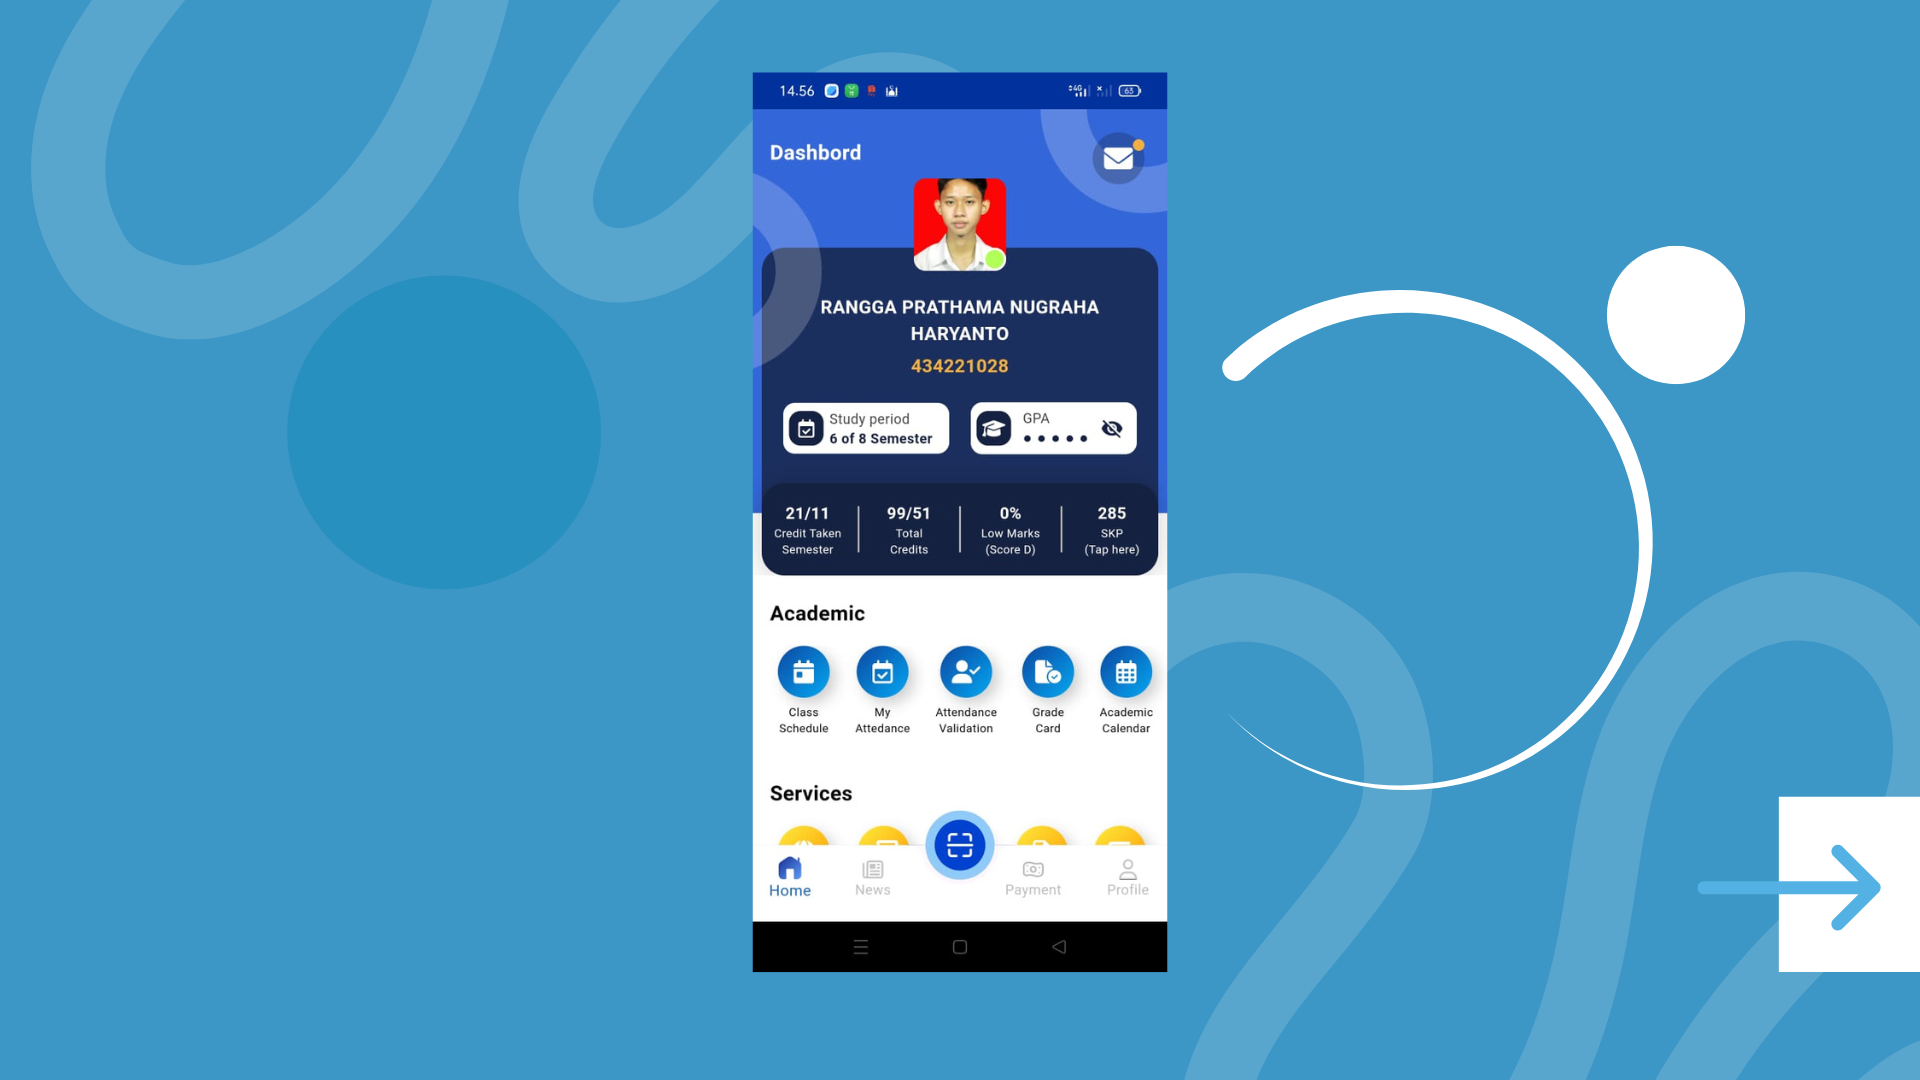 14.56
4G
63
Dashbord
RANGGA PRATHAMA NUGRAHA
HARYANTO
434221028
Study period
6 of 8 Semester
GPA
21/11
Credit Taken
Semester
99/51
Total
Credits
0%
Low Marks
(Score D)
285
SKP
(Tap here)
Academic
Class
Schedule
My
Attedance
Attendance
Validation
Grade
Card
Academic
Calendar
Services
Home
News
Payment
Profile